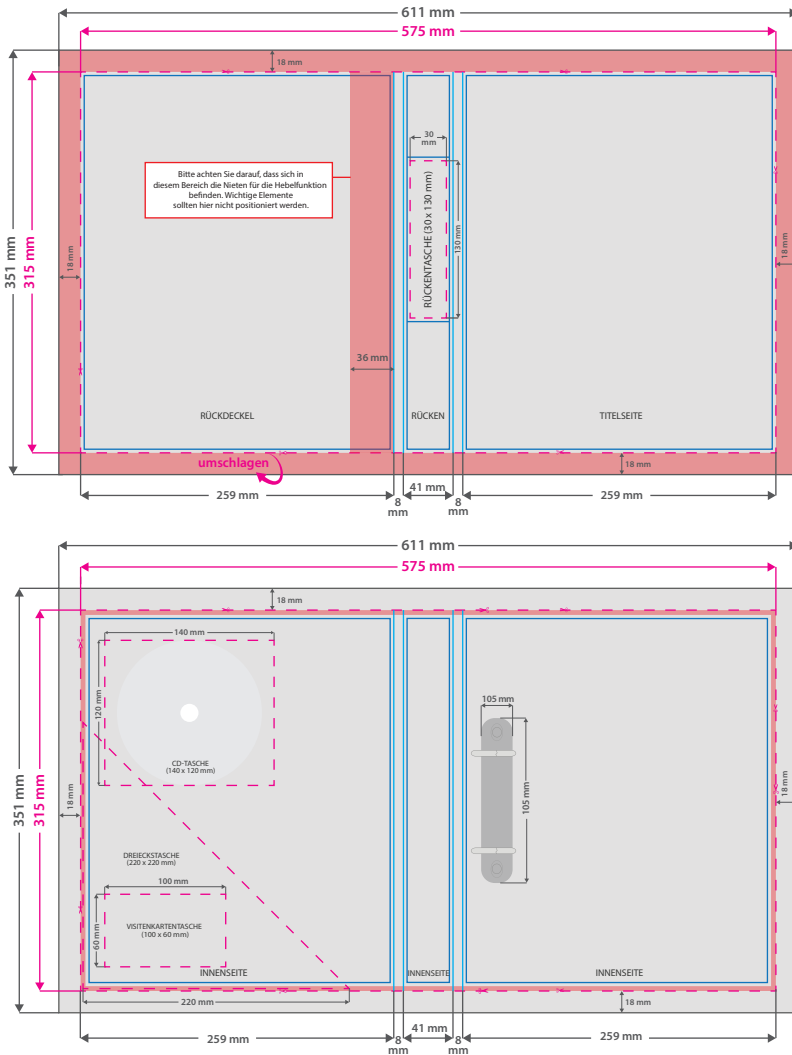 611 mm
575 mm
18 mm
30
mm
Bitte achten Sie darauf, dass sich in
diesem Bereich die Nieten für die Hebelfunktion
befinden. Wichtige Elemente
sollten hier nicht positioniert werden.
RÜCKENTASCHE (30 x 130 mm)
130 mm
351 mm
315 mm
18 mm
18 mm
36 mm
RÜCKDECKEL
RÜCKEN
TITELSEITE
umschlagen
18 mm
259 mm
8
mm
41 mm
8
mm
259 mm
611 mm
575 mm
18 mm
140 mm
120 mm
CD-TASCHE
(140 x 120 mm)
105 mm
105 mm
351 mm
315 mm
18 mm
18 mm
DREIECKSTASCHE
(220 x 220 mm)
100 mm
60 mm
VISITENKARTENTASCHE
(100 x 60 mm)
INNENSEITE
INNENSEITE
INNENSEITE
220 mm
18 mm
259 mm
8
mm
41 mm
8
mm
259 mm